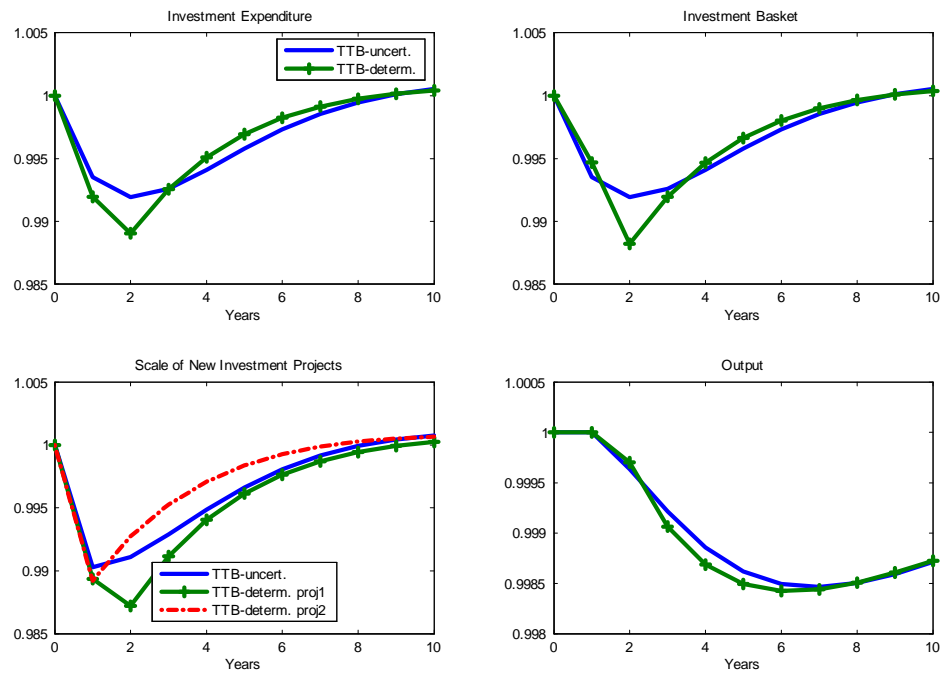 Investment Expenditure
1.005
1
0.995
0.99
0.985
TTB-uncert.
TTB-determ.
0 2 4 6 8 10
Years
Investment Basket
1.005
1
0.995
0.99
0.985
0 2 4 6 8 10
Years
Scale of New Investment Projects
1.005
1
0.995
0.99
0.985
TTB-uncert.
TTB-determ. proj1
TTB-determ. proj2
0 2 4 6 8 10
Years
Output
1.0005
1
0.9995
0.999
0.9985
0.998
0 2 4 6 8 10
Years